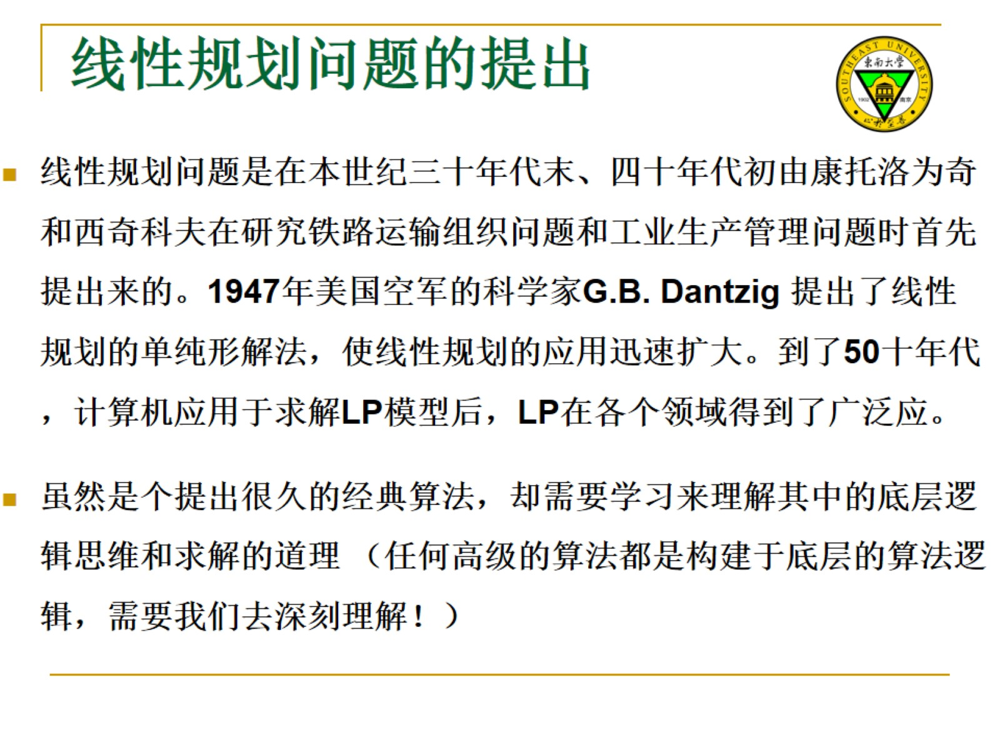 线性规划问题的提出
SOUTHEAST UNIVERSITY
東南大學
1902 南京
线性规划问题是在本世纪三十年代末、四十年代初由康托洛为奇
和西奇科夫在研究铁路运输组织问题和工业生产管理问题时首先
提出来的。1947年美国空军的科学家G.B. Dantzig 提出了线性
规划的单纯形解法，使线性规划的应用迅速扩大。到了50十年代
，计算机应用于求解LP模型后，LP在各个领域得到了广泛应。
虽然是个提出很久的经典算法，却需要学习来理解其中的底层逻
辑思维和求解的道理 （任何高级的算法都是构建于底层的算法逻
辑，需要我们去深刻理解！）